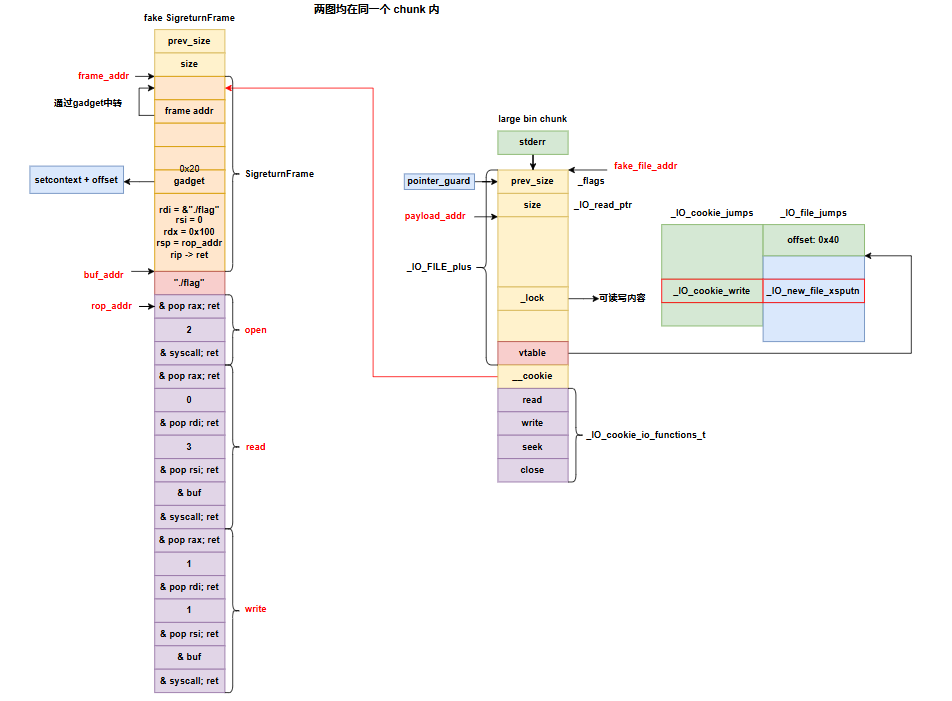 两图均在同一个 chunk 内
fake SigreturnFrame
prev_size
size
frame_addr
通过gadget中转
frame addr
0x20
gadget
setcontext + offset
SigreturnFrame
rdi = &"./flag"
rsi = 0
rdx = 0x100
rsp = rop_addr
rip -> ret
buf_addr
"./flag"
rop_addr
& pop rax; ret
2
& syscall; ret
open
& pop rax; ret
0
& pop rdi; ret
3
& pop rsi; ret
& buf
& syscall; ret
read
& pop rax; ret
1
& pop rdi; ret
1
& pop rsi; ret
& buf
& syscall; ret
write
large bin chunk
stderr
fake_file_addr
pointer_guard
prev_size
_flags
size
_IO_read_ptr
payload_addr
_IO_FILE_plus
_lock
可读写内容
vtable
__cookie
read
write
seek
close
_IO_cookie_io_functions_t
_IO_cookie_jumps
_IO_file_jumps
offset: 0x40
_IO_cookie_write
_IO_new_file_xsputn